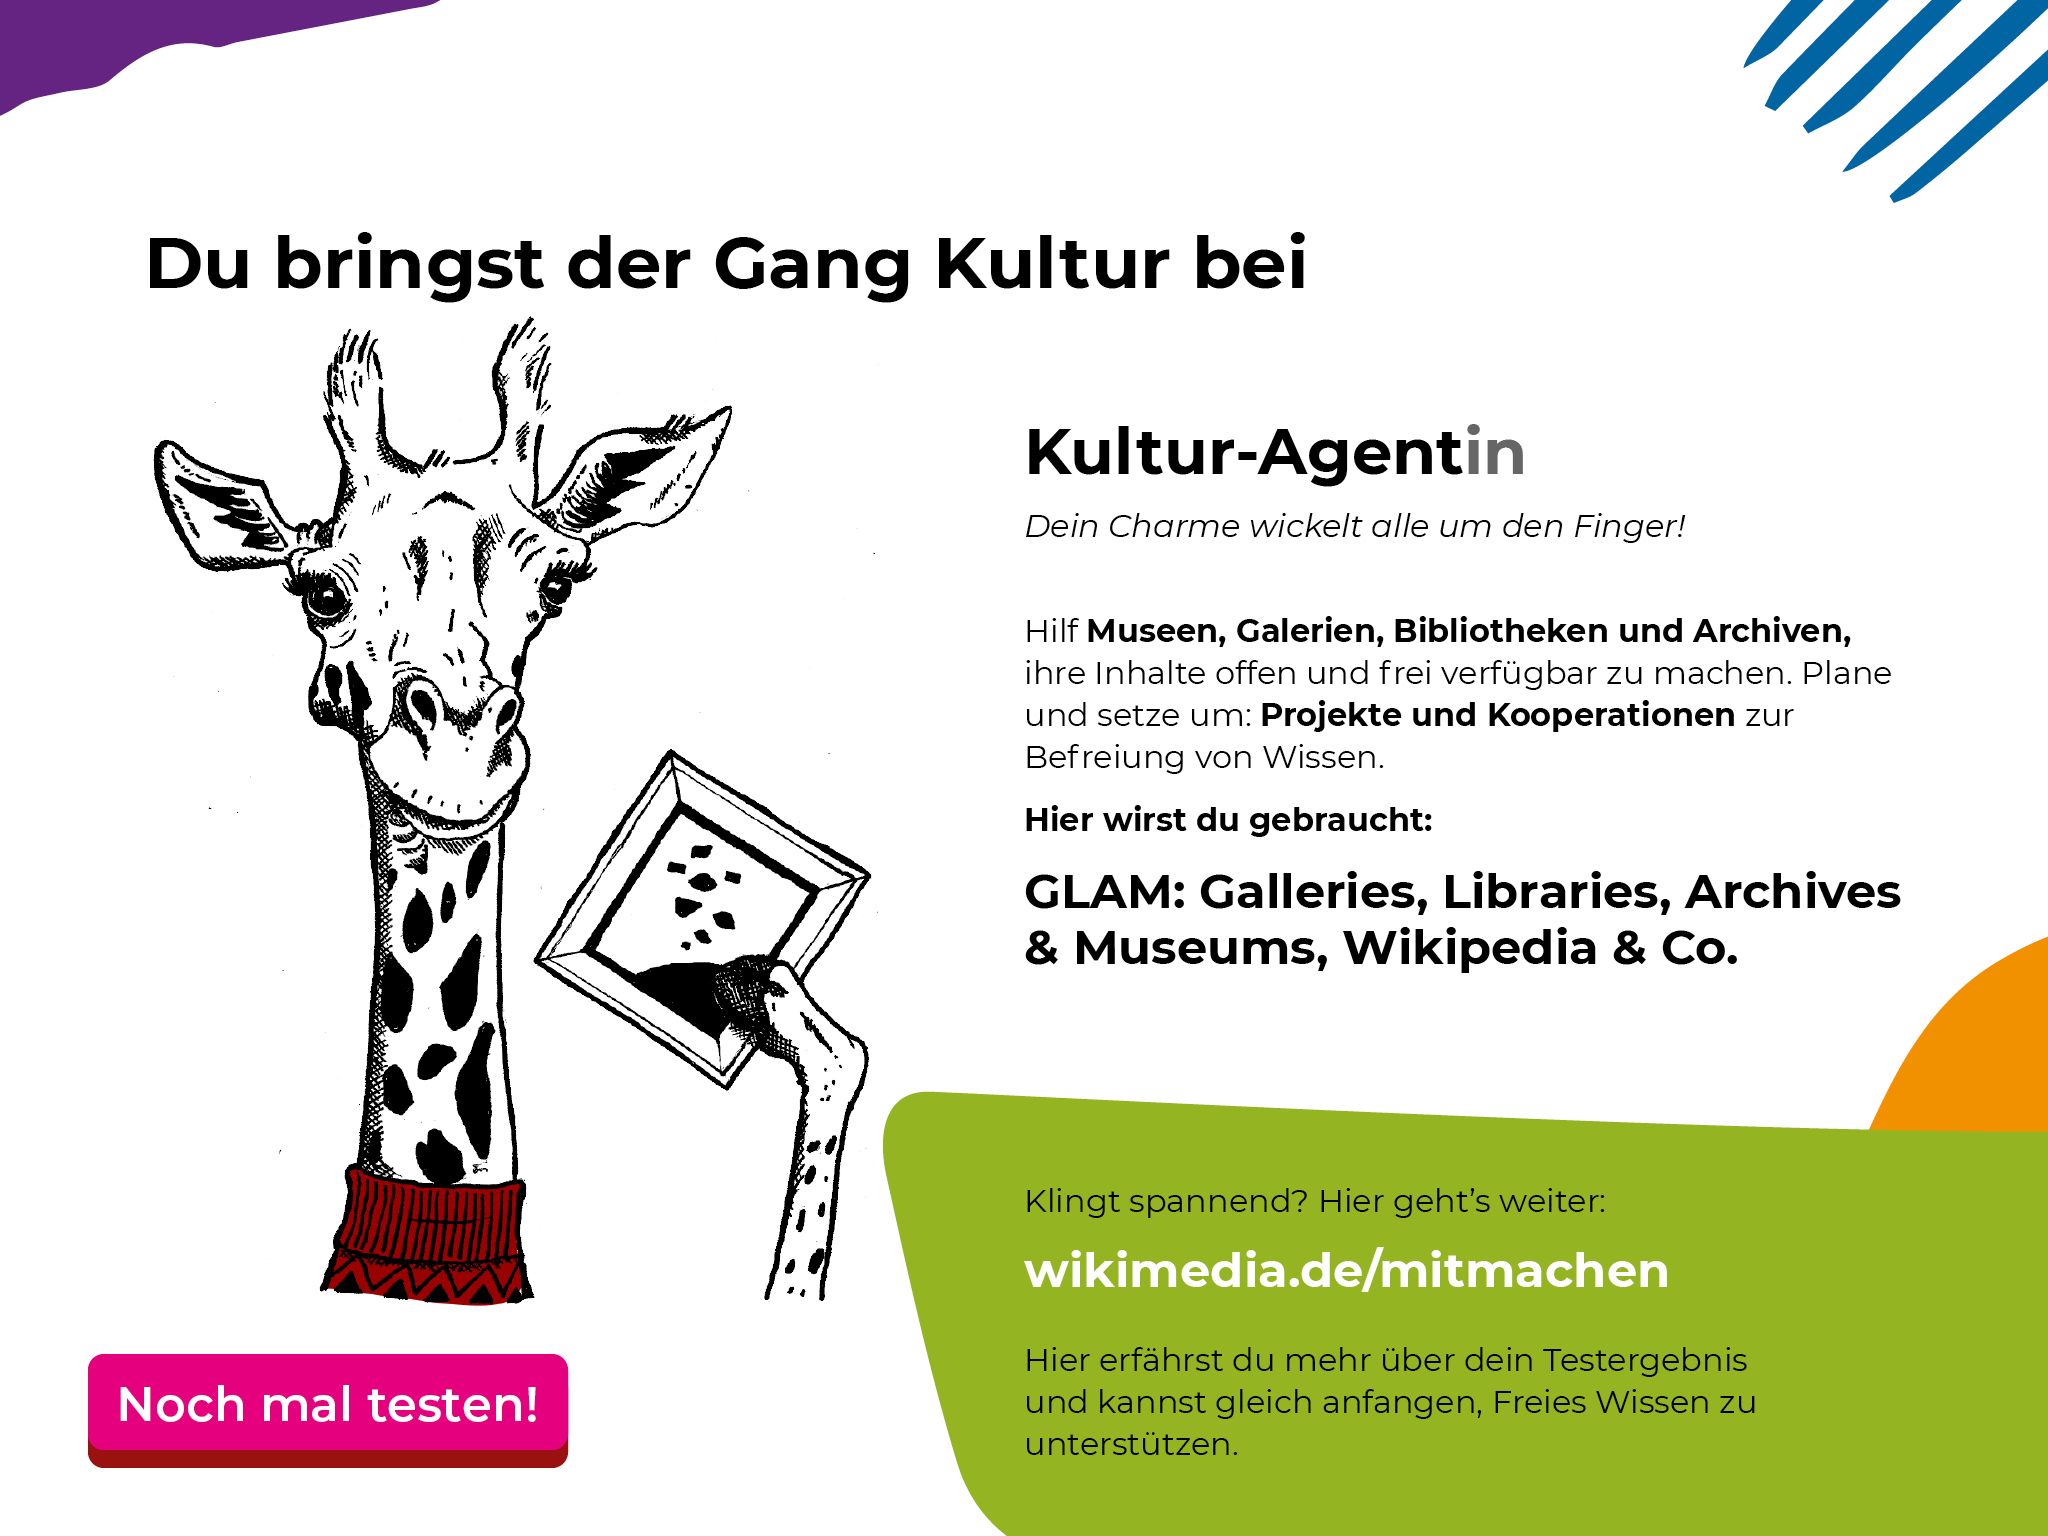 Du bringst der Gang Kultur bei
Kultur-Agentin
Dein Charme wickelt alle um den Finger!
Hilf Museen, Galerien, Bibliotheken und Archiven,
ihre Inhalte offen und frei verfügbar zu machen. Plane
und setze um: Projekte und Kooperationen zur
Befreiung von Wissen.
Hier wirst du gebraucht:
GLAM: Galleries, Libraries, Archives
& Museums, Wikipedia & Co.
Klingt spannend? Hier geht’s weiter:
wikimedia.de/mitmachen
Hier erfährst du mehr über dein Testergebnis
und kannst gleich anfangen, Freies Wissen zu
unterstützen.
Noch mal testen!